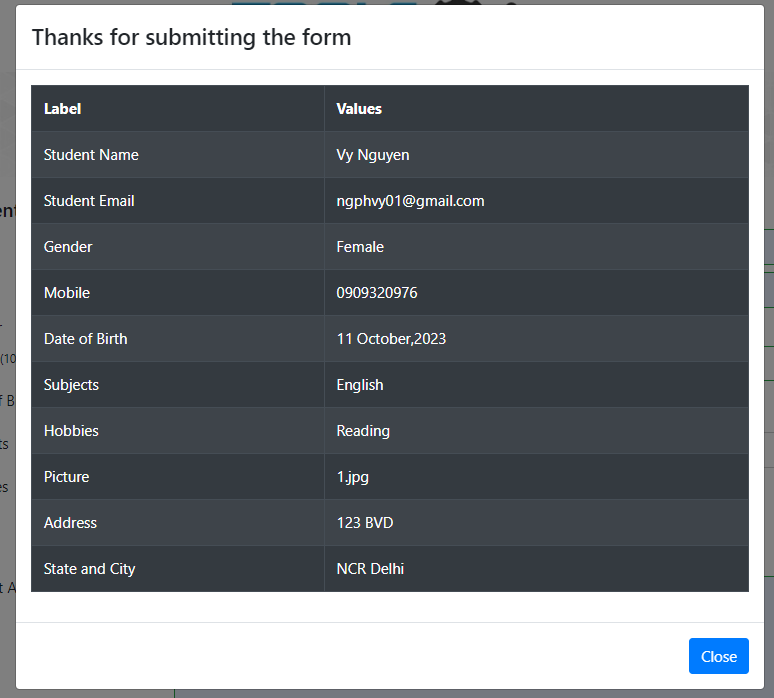 Thanks for submitting the form
Label Values
Student Name Vy Nguyen
Student Email ngphvy01@gmail.com
Gender Female
Mobile 0909320976
Date of Birth 11 October,2023
Subjects English
Hobbies Reading
Picture 1.jpg
Address 123 BVD
State and City NCR Delhi
Close